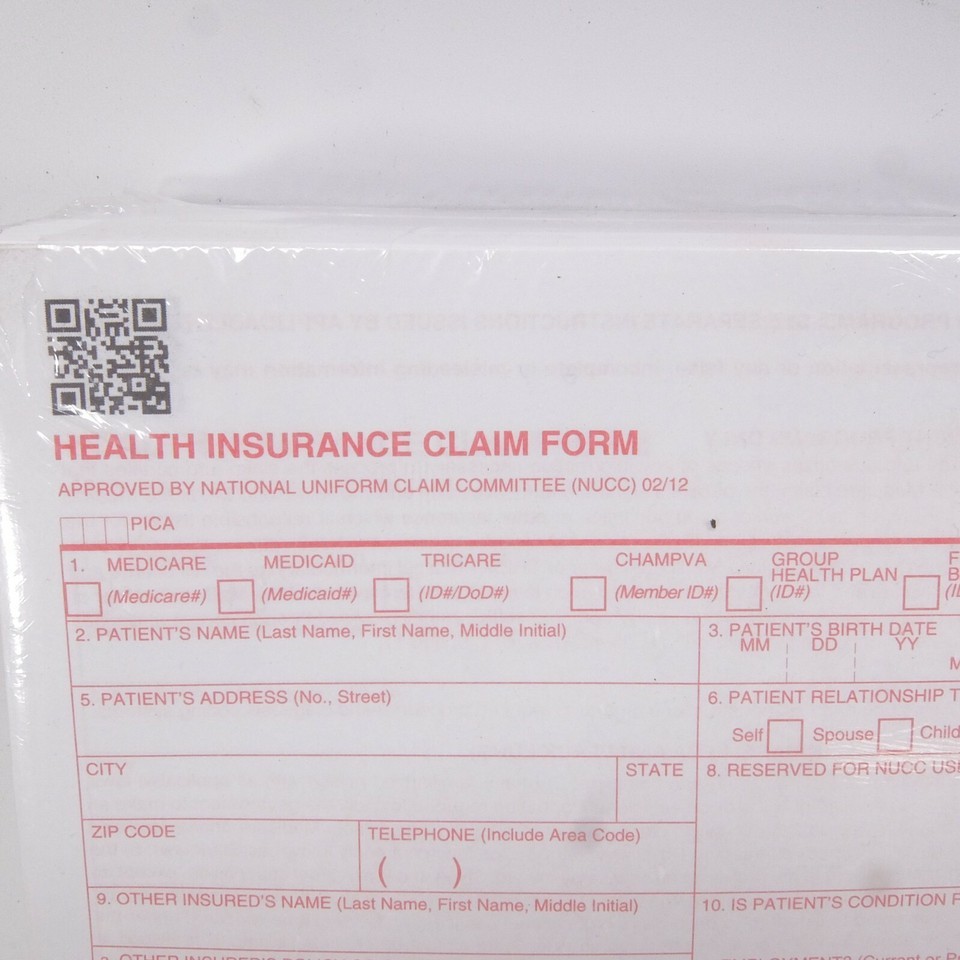 HEALTH INSURANCE CLAIM FORM
APPROVED BY NATIONAL UNIFORM CLAIM COMMITTEE (NUCC) 02/12
PICA
1. MEDICARE MEDICAID TRICARE CHAMPVA GROUP HEALTH PLAN F
(Medicare#) (Medicaid#) (ID#/DoD#) (Member ID#) (ID#)
2. PATIENT'S NAME (Last Name, First Name, Middle Initial) 3. PATIENT'S BIRTH DATE
MM DD YY
M
5. PATIENT'S ADDRESS (No., Street) 6. PATIENT RELATIONSHIP T
Self Spouse Child
CITY STATE 8. RESERVED FOR NUCC USE
ZIP CODE TELEPHONE (Include Area Code)
( )
9. OTHER INSURED'S NAME (Last Name, First Name, Middle Initial) 10. IS PATIENT'S CONDITION